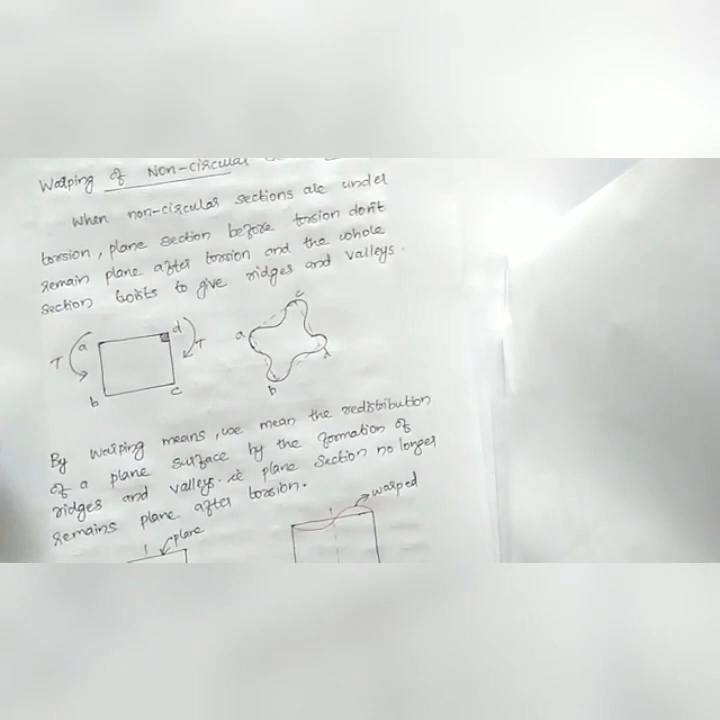 Warping of Non-circular
When non-circular sections are under
torsion, plane section before torsion don't
remain plane after torsion and the whole
section twists to give ridges and valleys.
T a d T
b c
a c
b d
By warping means, we mean the redistribution
of a plane surface by the formation of
ridges and valleys. ie plane section no longer
remains plane after torsion.
plane
warped